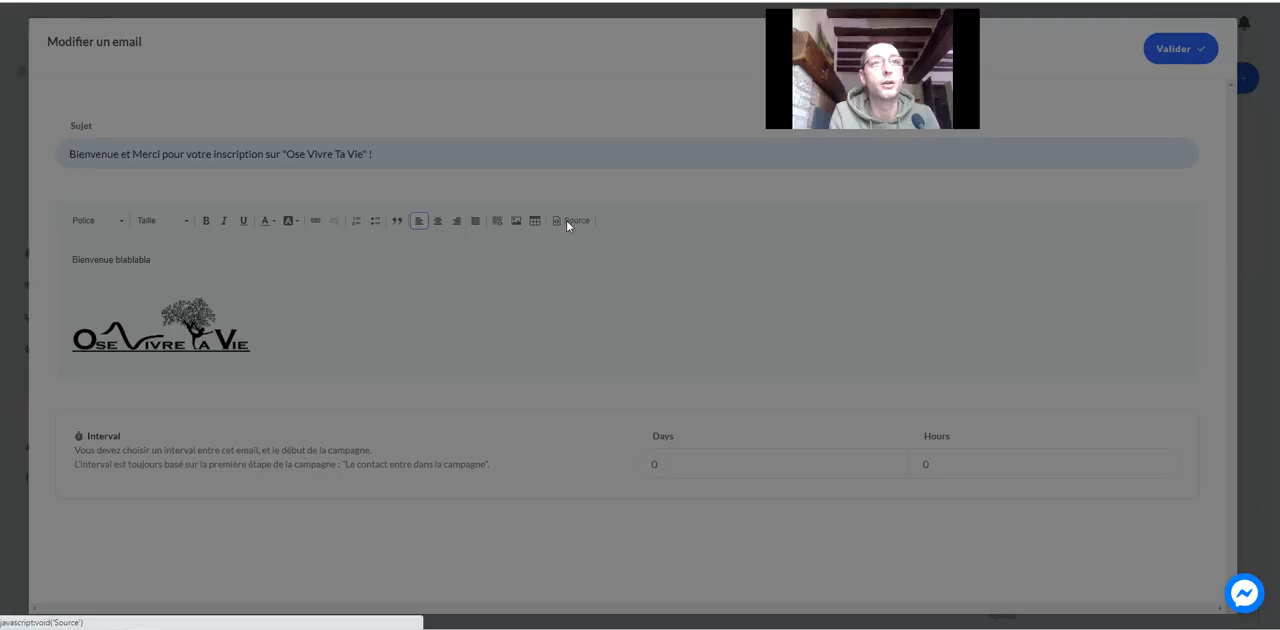 Modifier un email
Valider
Sujet
Bienvenue et Merci pour votre inscription sur "Ose Vivre Ta Vie" !
Police
Taille
B I U A A Source
Bienvenue blablabla
OSE VIVRE TA VIE
Interval
Vous devez choisir un interval entre cet email, et le début de la campagne.
L'interval est toujours basé sur la première étape de la campagne : "Le contact entre dans la campagne".
Days
Hours
0
0
javascript:void('Source')